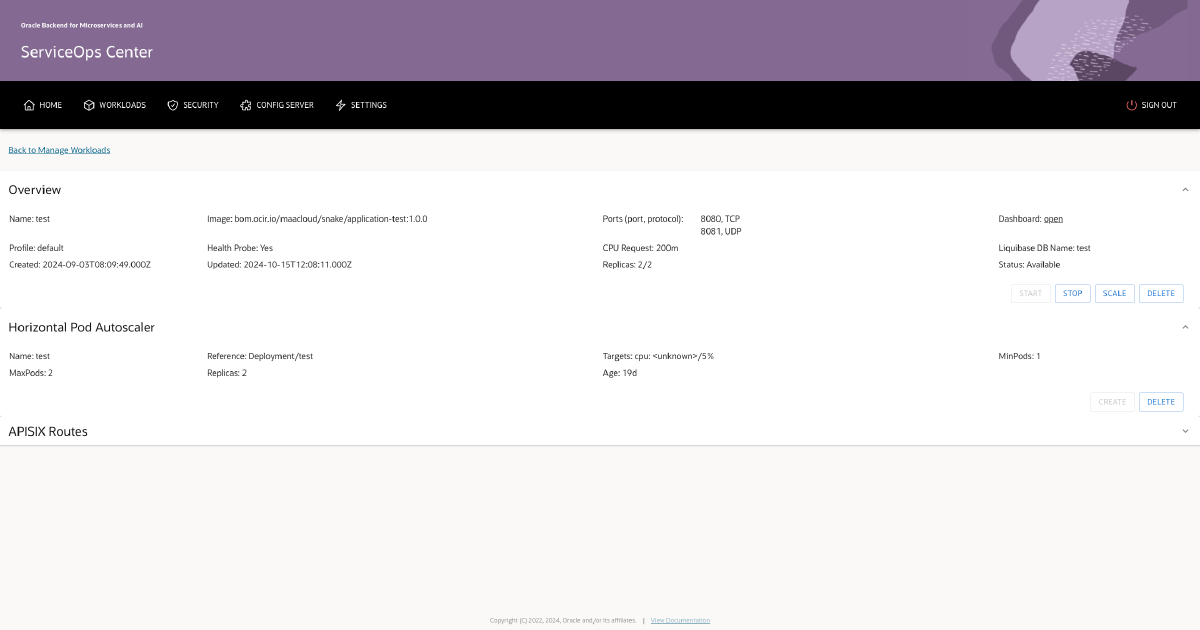 Oracle Backend for Microservices and AI
ServiceOps Center
HOME WORKLOADS SECURITY CONFIG SERVER SETTINGS SIGN OUT
Back to Manage Workloads
Overview
Name: test Image: bom.ocir.io/maacloud/snake/application-test:1.0.0 Ports (port, protocol): 8080, TCP Dashboard: open
8081, UDP
Profile: default Health Probe: Yes CPU Request: 200m Liquibase DB Name: test
Created: 2024-09-03T08:09:49.000Z Updated: 2024-10-15T12:08:11.000Z Replicas: 2/2 Status: Available
START STOP SCALE DELETE
Horizontal Pod Autoscaler
Name: test Reference: Deployment/test Targets: cpu: <unknown>/5% MinPods: 1
MaxPods: 2 Replicas: 2 Age: 19d
CREATE DELETE
APISIX Routes
Copyright (C) 2022, 2024, Oracle and/or its affiliates. | View Documentation